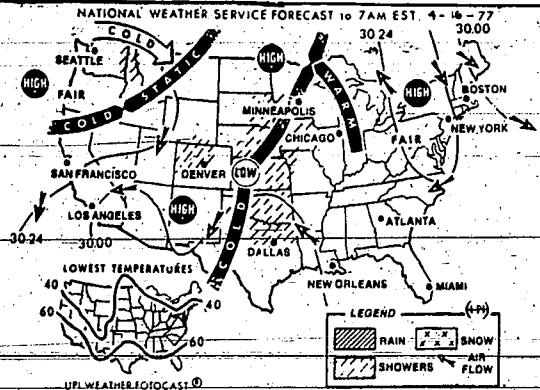 NATIONAL WEATHER SERVICE FORECAST to 7AM EST. 4-16-77
COLD
30.24
30.00
SEATTLE
HIGH
HIGH
HIGH
BOSTON
FAIR
COLD STATIC
WARM
MINNEAPOLIS
NEW YORK
CHICAGO
FAIR
SAN FRANCISCO
DENVER
LOW
LOS ANGELES
HIGH
COLD
ATLANTA
30.24
30.00
DALLAS
LOWEST TEMPERATURES
NEW ORLEANS
MIAMI
40
60
40
60
LEGEND
UPI
RAIN
SNOW
SHOWERS
AIR FLOW
UPI WEATHER FOTOCAST ®